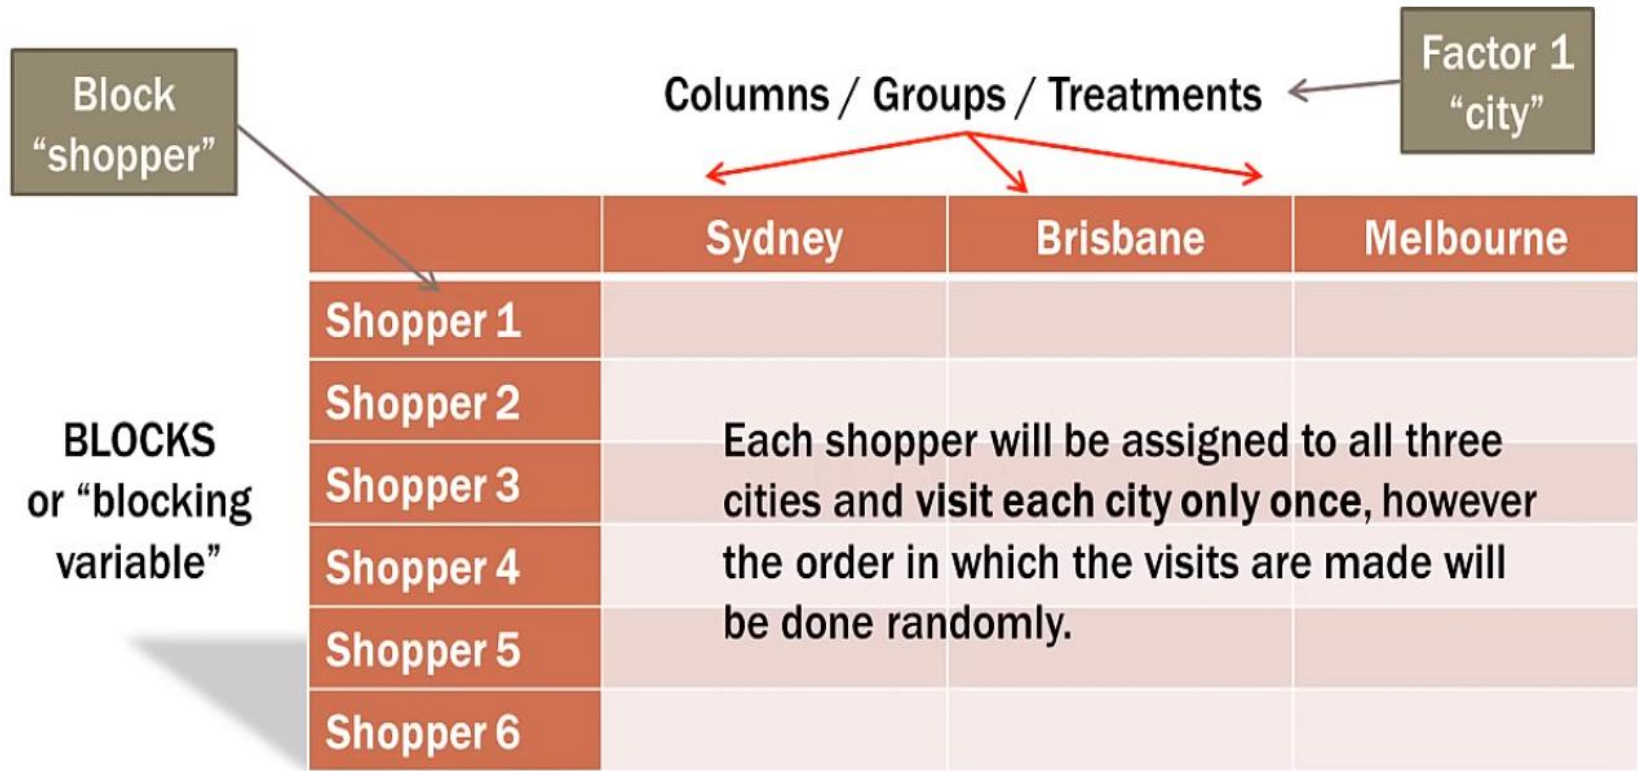 Block
“shopper”
Columns / Groups / Treatments
Factor 1
“city”
Sydney
Brisbane
Melbourne
Shopper 1
Shopper 2
Shopper 3
Shopper 4
Shopper 5
Shopper 6
BLOCKS
or “blocking
variable”
Each shopper will be assigned to all three
cities and visit each city only once, however
the order in which the visits are made will
be done randomly.